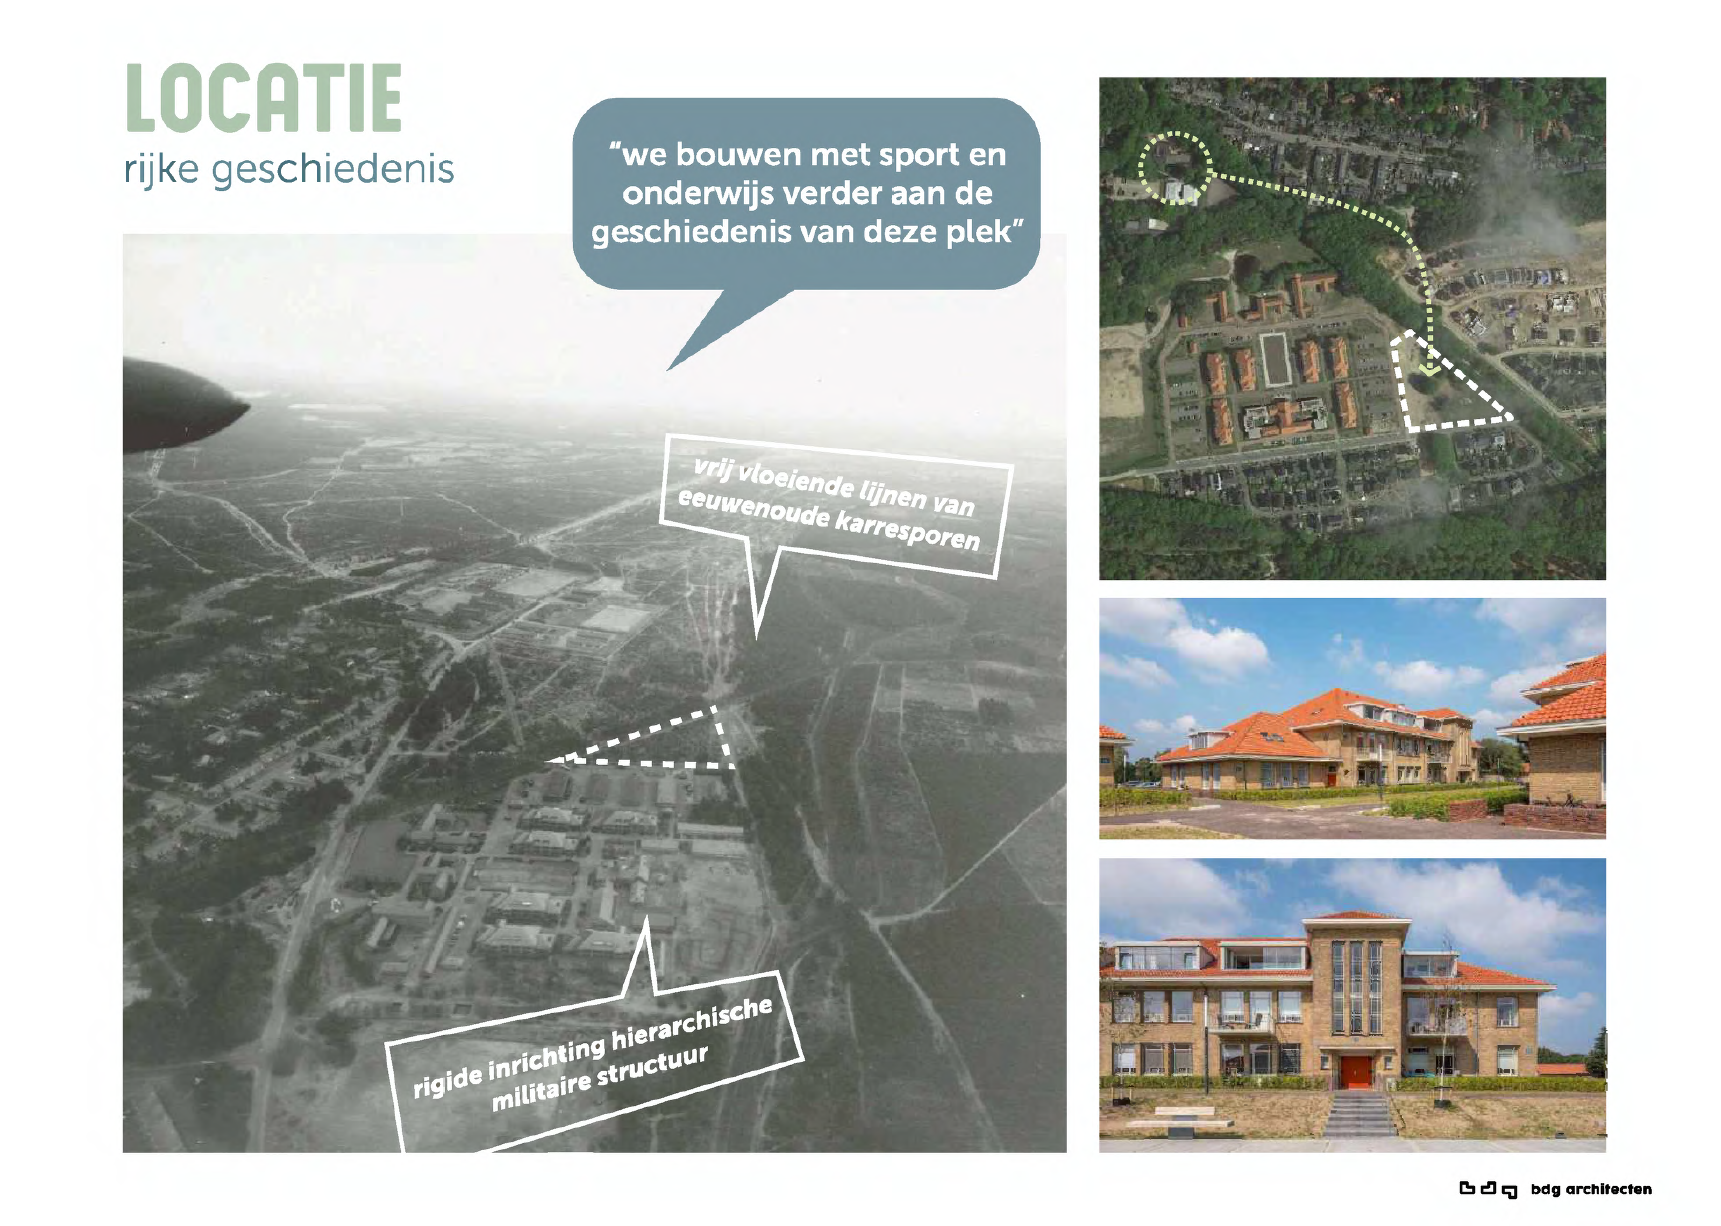 LOCATIE
rijke geschiedenis
“we bouwen met sport en
onderwijs verder aan de
geschiedenis van deze plek”
vrij vloeiende lijnen van
eeuwenoude karresporen
rigide inrichting hierarchische
militaire structuur
bdg architecten